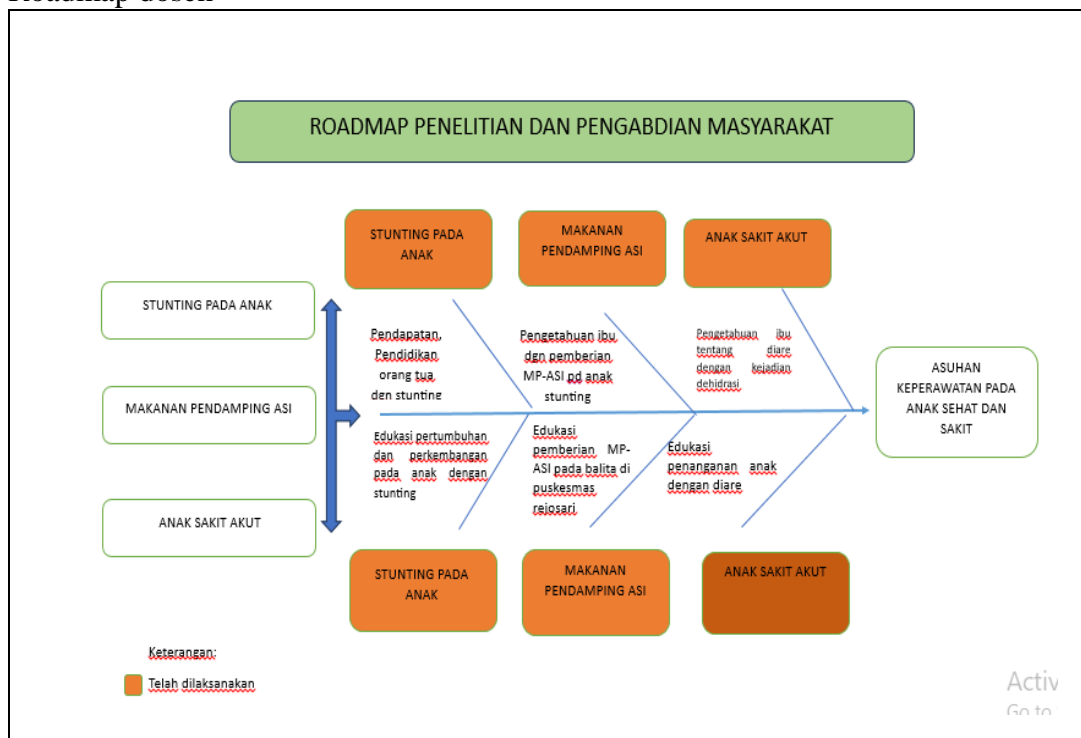 ROADMAP PENELITIAN DAN PENGABDIAN MASYARAKAT
STUNTING PADA
ANAK
MAKANAN
PENDAMPING ASI
ANAK SAKIT AKUT
STUNTING PADA ANAK
MAKANAN PENDAMPING ASI
ANAK SAKIT AKUT
Pendapatan,
Pendidikan
orang tua
den stunting
Pengetahuan ibu
dgn pemberian
MP-ASI pd anak
stunting
Pengetahuan ibu
tentang diare
dengan kejadian
dehidrasi
ASUHAN
KEPERAWATAN PADA
ANAK SEHAT DAN
SAKIT
Edukasi pertumbuhan
dan perkembangan
pada anak dengan
stunting
Edukasi
pemberian MP-
ASI pada balita di
puskesmas
rejosari
Edukasi
penanganan anak
dengan diare
STUNTING PADA
ANAK
MAKANAN
PENDAMPING ASI
ANAK SAKIT AKUT
Keterangan:
Telah dilaksanakan
Activ
Go to